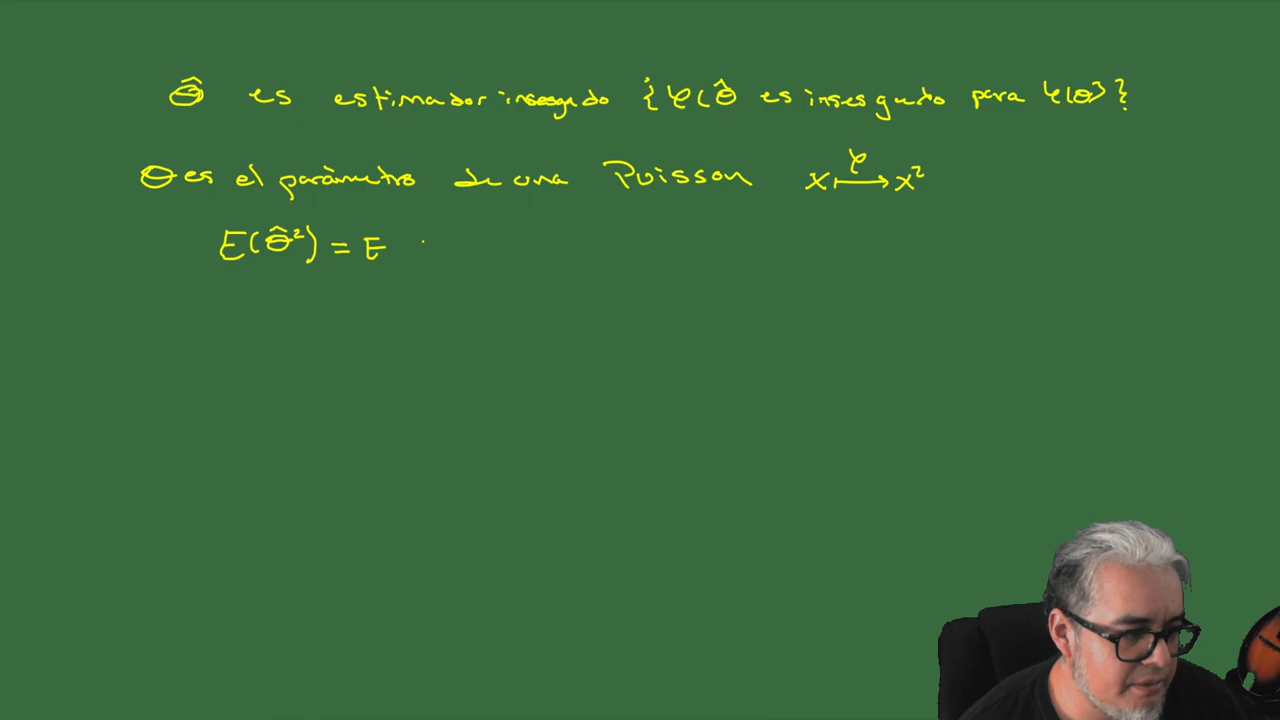 θ̂ es estimador insesgado ¿φ(θ̂ es insesgado para φ(θ)?
θ es el parámetro de una Poisson x ↦ x² φ
E(θ̂²) = E